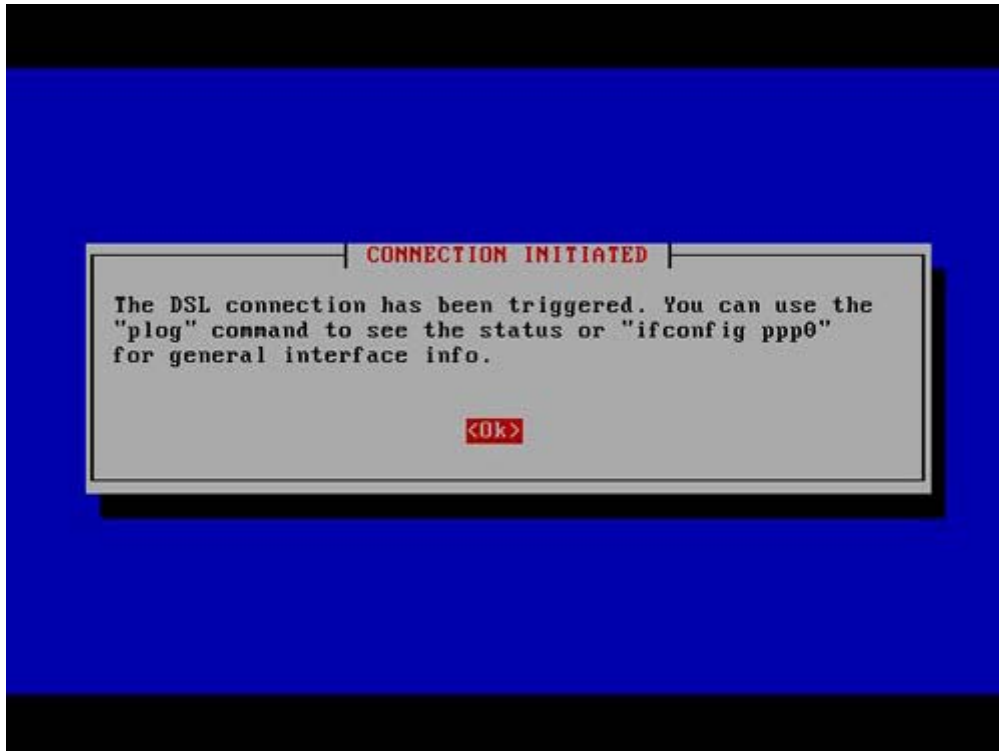 CONNECTION INITIATED
The DSL connection has been triggered. You can use the
"plog" command to see the status or "ifconfig ppp0"
for general interface info.
<Ok>